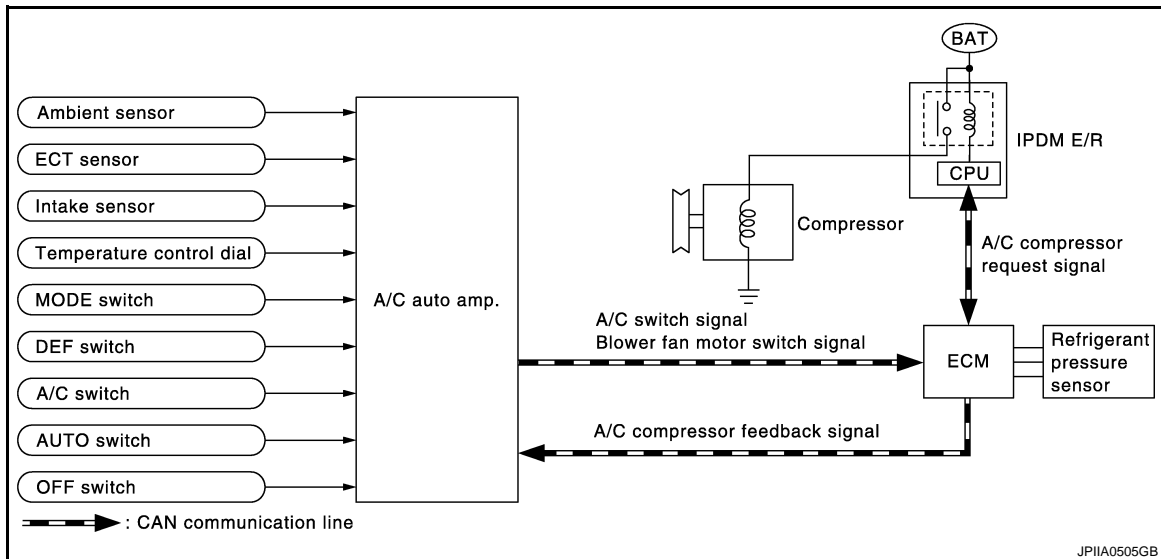 BAT
Ambient sensor
ECT sensor
Intake sensor
Temperature control dial
MODE switch
DEF switch
A/C switch
AUTO switch
OFF switch
A/C auto amp.
IPDM E/R
CPU
Compressor
A/C compressor
request signal
A/C switch signal
Blower fan motor switch signal
ECM
Refrigerant
pressure
sensor
A/C compressor feedback signal
: CAN communication line
JPIIA0505GB